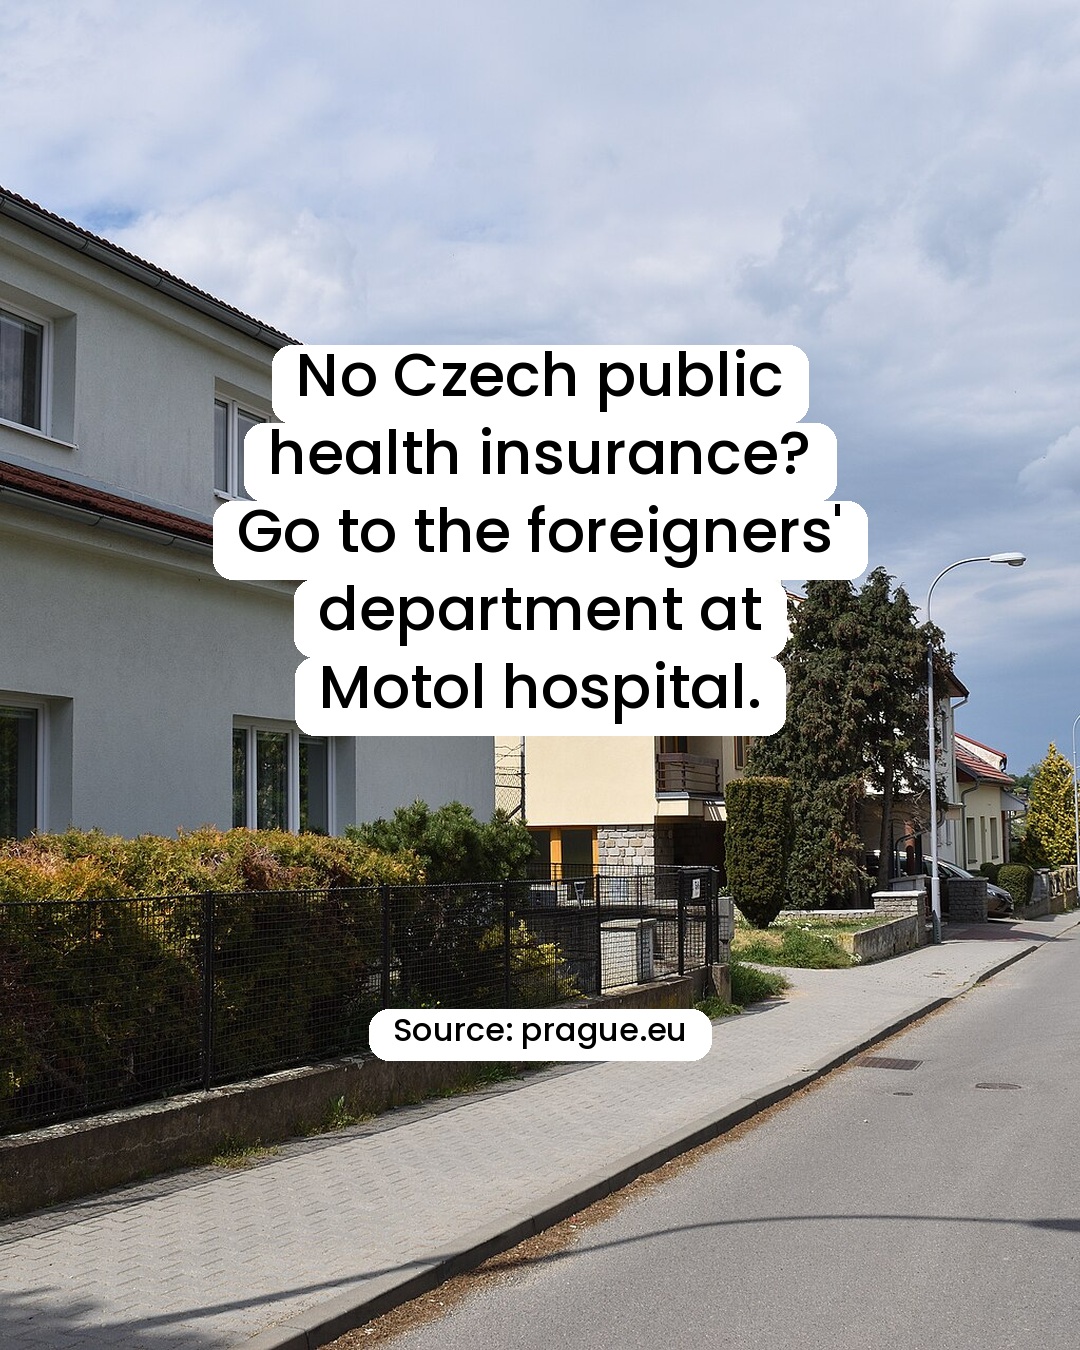 No Czech public
health insurance?
Go to the foreigners'
department at
Motol hospital.
Source: prague.eu